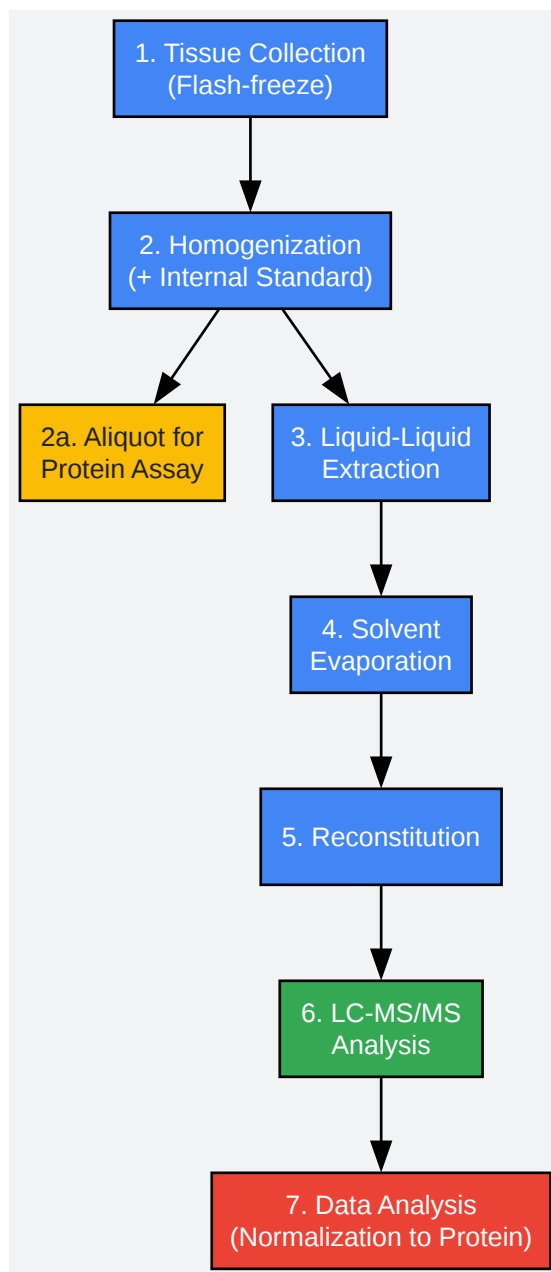 1. Tissue Collection
(Flash-freeze)
2. Homogenization
(+ Internal Standard)
2a. Aliquot for
Protein Assay
3. Liquid-Liquid
Extraction
4. Solvent
Evaporation
5. Reconstitution
6. LC-MS/MS
Analysis
7. Data Analysis
(Normalization to Protein)